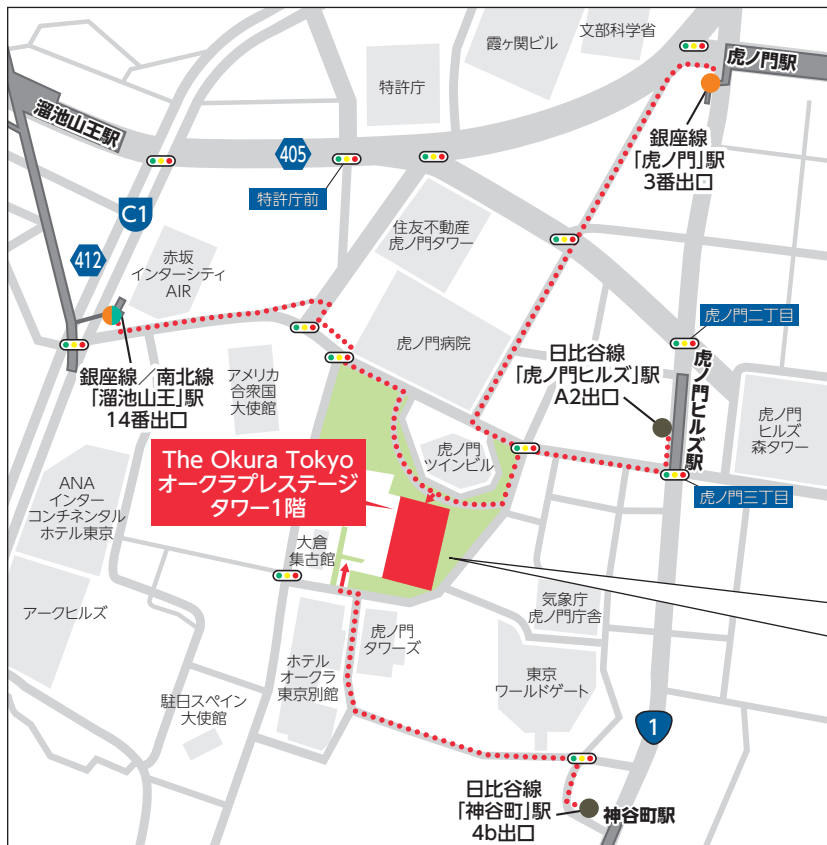 文部科学省
霞ヶ関ビル
虎ノ門駅
特許庁
溜池山王駅
銀座線
「虎ノ門」駅
3番出口
405
特許庁前
C1
住友不動産
虎ノ門タワー
412
赤坂
インターシティ
AIR
虎ノ門二丁目
虎ノ門病院
日比谷線
「虎ノ門ヒルズ」駅
A2出口
虎ノ門ヒルズ駅
銀座線/南北線
「溜池山王」駅
14番出口
アメリカ
合衆国
大使館
虎ノ門
ヒルズ
森タワー
虎ノ門
ツインビル
The Okura Tokyo
オークラプレステージ
タワー1階
ANA
インター
コンチネンタル
ホテル東京
虎ノ門三丁目
大倉
集古館
アークヒルズ
気象庁
虎ノ門庁舎
虎ノ門
タワーズ
ホテル
オークラ
東京別館
東京
ワールドゲート
駐日スペイン
大使館
1
日比谷線
「神谷町」駅
4b出口
神谷町駅